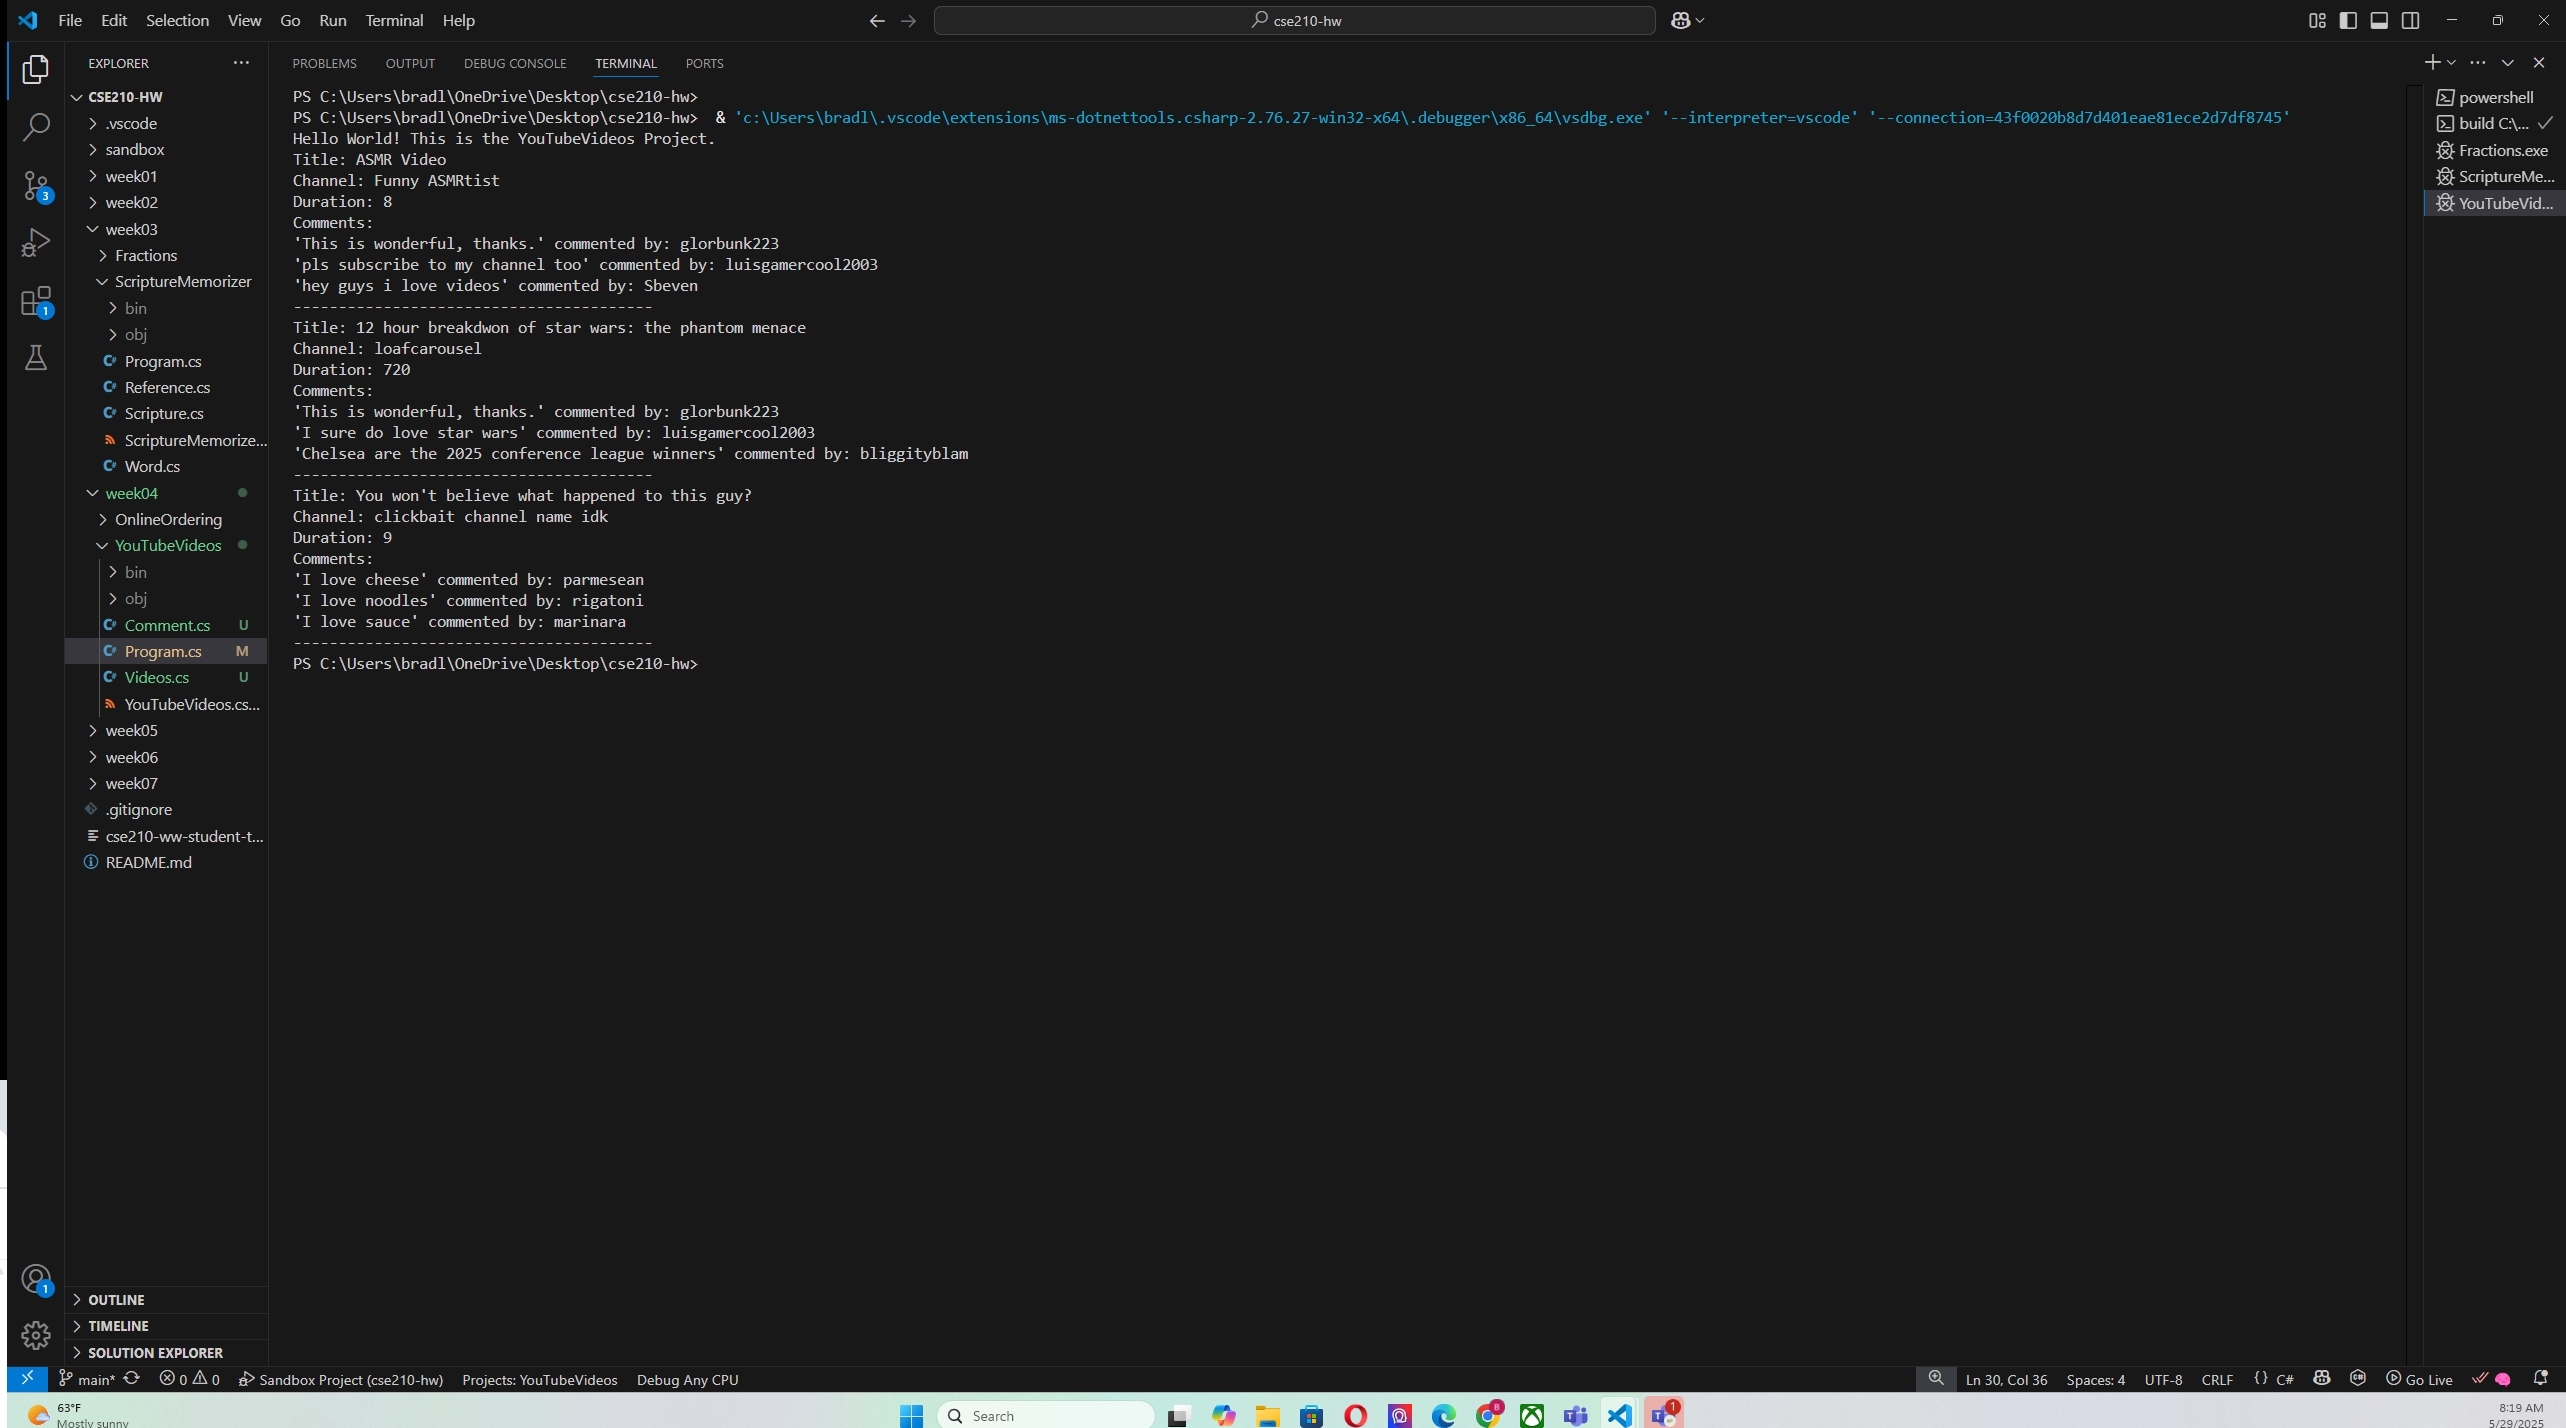 File Edit Selection View Go Run Terminal Help
cse210-hw
EXPLORER
CSE210-HW
.vscode
sandbox
week01
week02
week03
Fractions
ScriptureMemorizer
bin
obj
Program.cs
Reference.cs
Scripture.cs
ScriptureMemorize...
Word.cs
week04
OnlineOrdering
YouTubeVideos
bin
obj
Comment.cs U
Program.cs M
Videos.cs U
YouTubeVideos.cs...
week05
week06
week07
.gitignore
cse210-ww-student-t...
README.md
OUTLINE
TIMELINE
SOLUTION EXPLORER
3
1
1
PROBLEMS OUTPUT DEBUG CONSOLE TERMINAL PORTS
PS C:\Users\bradl\OneDrive\Desktop\cse210-hw>
PS C:\Users\bradl\OneDrive\Desktop\cse210-hw>  & 'c:\Users\bradl\.vscode\extensions\ms-dotnettools.csharp-2.76.27-win32-x64\.debugger\x86_64\vsdbg.exe' '--interpreter=vscode' '--connection=43f0020b8d7d401eae81ece2d7df8745'
Hello World! This is the YouTubeVideos Project.
Title: ASMR Video
Channel: Funny ASMRtist
Duration: 8
Comments:
'This is wonderful, thanks.' commented by: glorbunk223
'pls subscribe to my channel too' commented by: luisgamercool2003
'hey guys i love videos' commented by: Sbeven
----------------------------------------
Title: 12 hour breakdwon of star wars: the phantom menace
Channel: loafcarousel
Duration: 720
Comments:
'This is wonderful, thanks.' commented by: glorbunk223
'I sure do love star wars' commented by: luisgamercool2003
'Chelsea are the 2025 conference league winners' commented by: bliggityblam
----------------------------------------
Title: You won't believe what happened to this guy?
Channel: clickbait channel name idk
Duration: 9
Comments:
'I love cheese' commented by: parmesean
'I love noodles' commented by: rigatoni
'I love sauce' commented by: marinara
----------------------------------------
PS C:\Users\bradl\OneDrive\Desktop\cse210-hw>
powershell
build C:\...
Fractions.exe
ScriptureMe...
YouTubeVid...
main* 0 0 Sandbox Project (cse210-hw) Projects: YouTubeVideos Debug Any CPU
Ln 30, Col 36 Spaces: 4 UTF-8 CRLF {} C# Go Live
63°F
Mostly sunny
Search
B
1
8:19 AM
5/29/2025